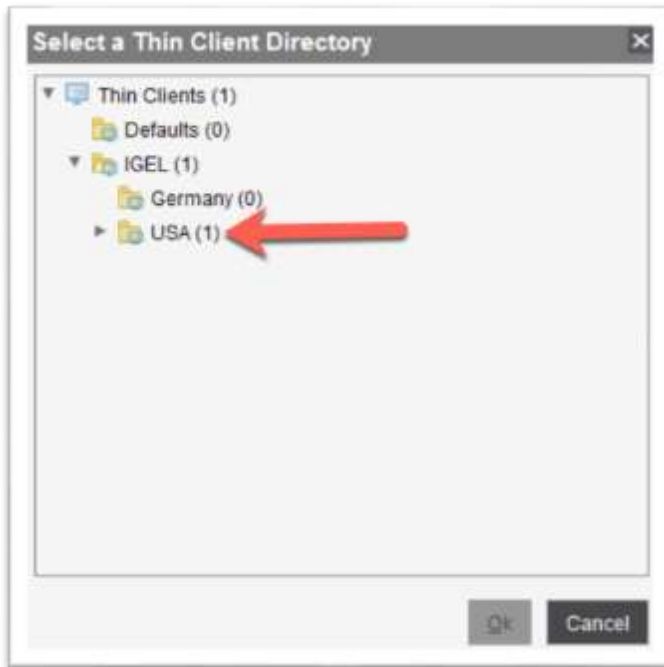 Select a Thin Client Directory
Thin Clients (1)
Defaults (0)
IGEL (1)
Germany (0)
USA (1)
Ok Cancel